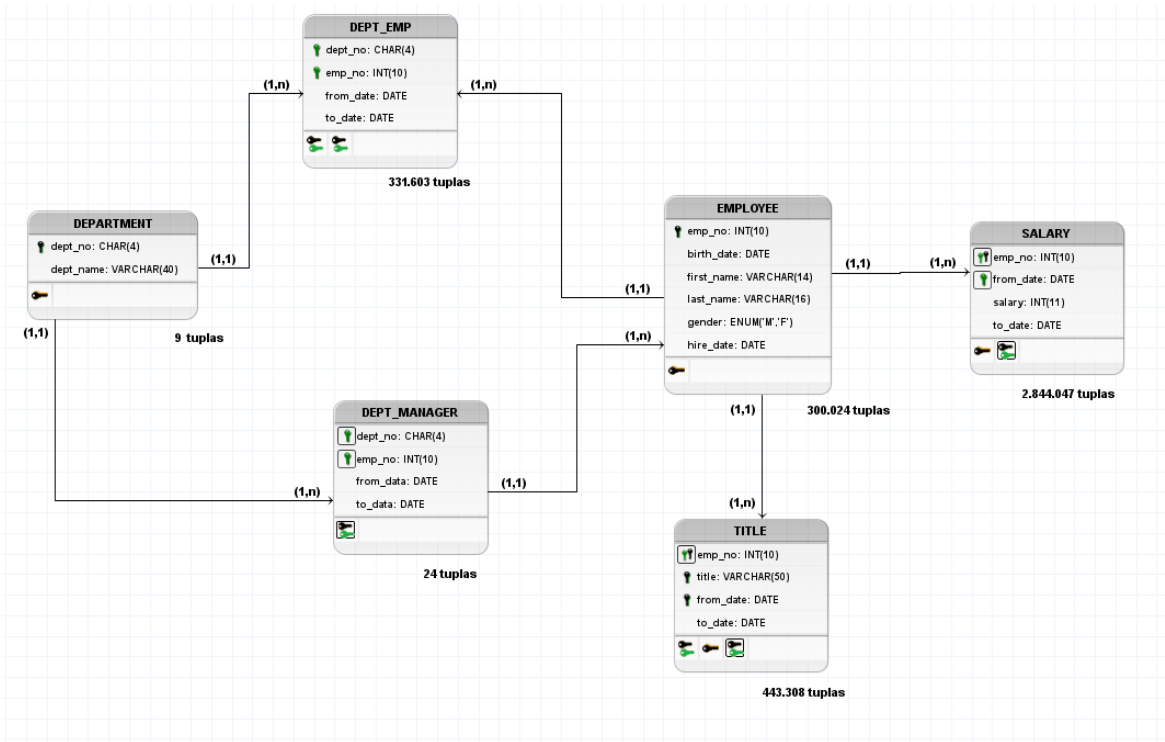 DEPT_EMP
dept_no: CHAR(4)
emp_no: INT(10)
from_date: DATE
to_date: DATE
(1,n)
(1,n)
331.603 tuplas
DEPARTMENT
dept_no: CHAR(4)
dept_name: VARCHAR(40)
(1,1)
(1,1)
9 tuplas
EMPLOYEE
emp_no: INT(10)
birth_date: DATE
first_name: VARCHAR(14)
last_name: VARCHAR(16)
gender: ENUM('M','F')
hire_date: DATE
(1,1)
(1,n)
(1,1)
(1,n)
(1,1)
300.024 tuplas
SALARY
emp_no: INT(10)
from_date: DATE
salary: INT(11)
to_date: DATE
2.844.047 tuplas
DEPT_MANAGER
dept_no: CHAR(4)
emp_no: INT(10)
from_data: DATE
to_data: DATE
(1,n)
(1,1)
24 tuplas
(1,n)
TITLE
emp_no: INT(10)
title: VARCHAR(50)
from_date: DATE
to_date: DATE
443.308 tuplas